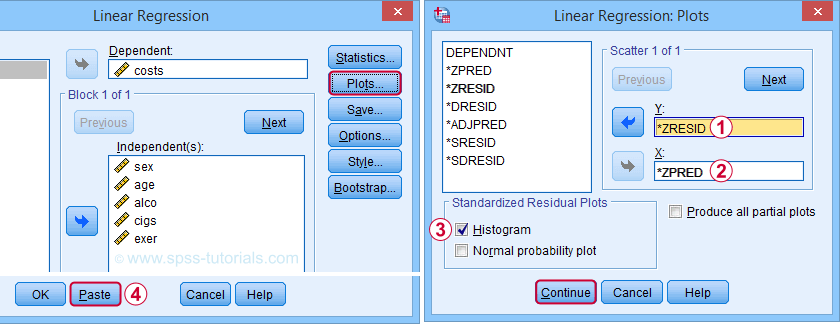 Linear Regression
Dependent:
costs
Block 1 of 1
Previous
Next
Independent(s):
sex
age
alco
cigs
exer
© www.spss-tutorials.com
Statistics...
Plots...
Save...
Options...
Style...
Bootstrap...
OK
Paste
4
Cancel
Help
Linear Regression: Plots
DEPENDNT
*ZPRED
*ZRESID
*DRESID
*ADJPRED
*SRESID
*SDRESID
Scatter 1 of 1
Previous
Next
Y:
*ZRESID 1
X:
*ZPRED 2
Standardized Residual Plots
3 Histogram
Normal probability plot
Produce all partial plots
Continue
Cancel
Help